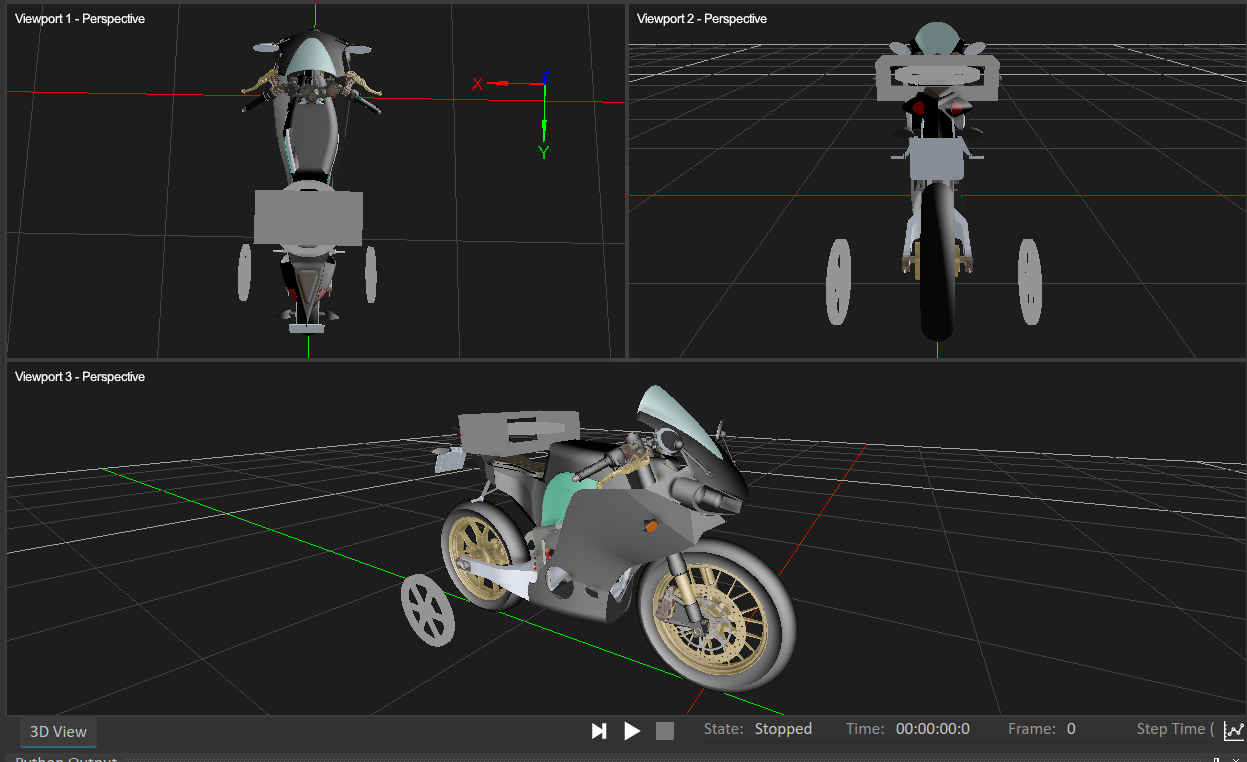 Viewport 1 - Perspective
Viewport 2 - Perspective
X
Z
Y
Viewport 3 - Perspective
3D View
State: Stopped
Time: 00:00:00:0
Frame: 0
Step Time (
Python Output